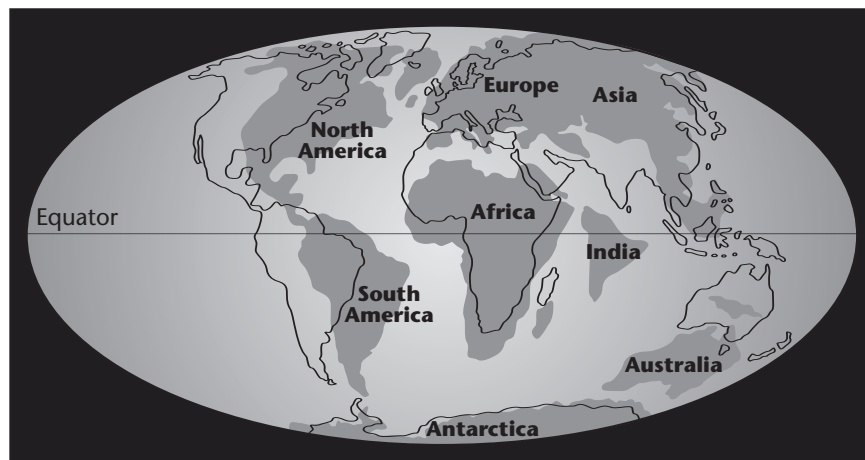 Europe
Asia
North
America
Equator
Africa
India
South
America
Australia
Antarctica